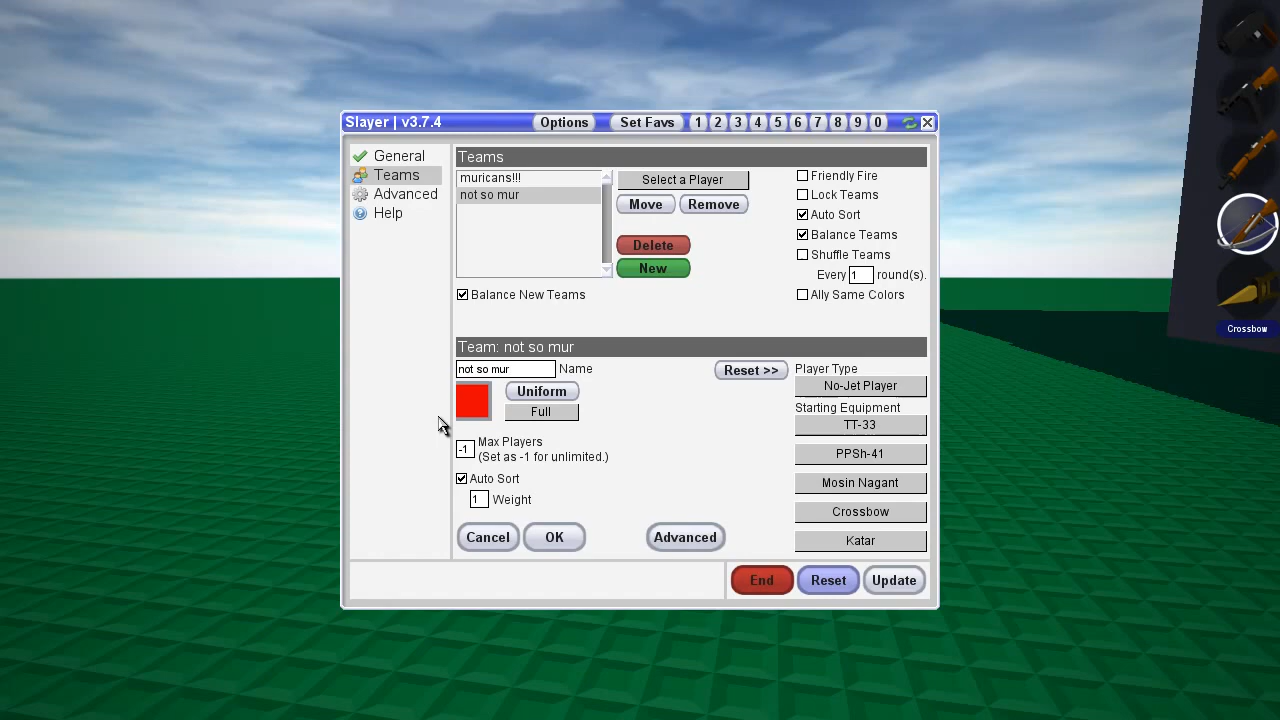 Slayer | v3.7.4 Options Set Favs 1 2 3 4 5 6 7 8 9 0
General
Teams
Advanced
Help
Teams
muricans!!!
not so mur
Select a Player
Move Remove
Delete
New
Balance New Teams
Friendly Fire
Lock Teams
Auto Sort
Balance Teams
Shuffle Teams
Every 1 round(s).
Ally Same Colors
Team: not so mur
not so mur Name
Reset >>
Uniform
Full
-1 Max Players
(Set as -1 for unlimited.)
Auto Sort
1 Weight
Player Type
No-Jet Player
Starting Equipment
TT-33
PPSh-41
Mosin Nagant
Crossbow
Katar
Cancel OK Advanced
End Reset Update
Crossbow